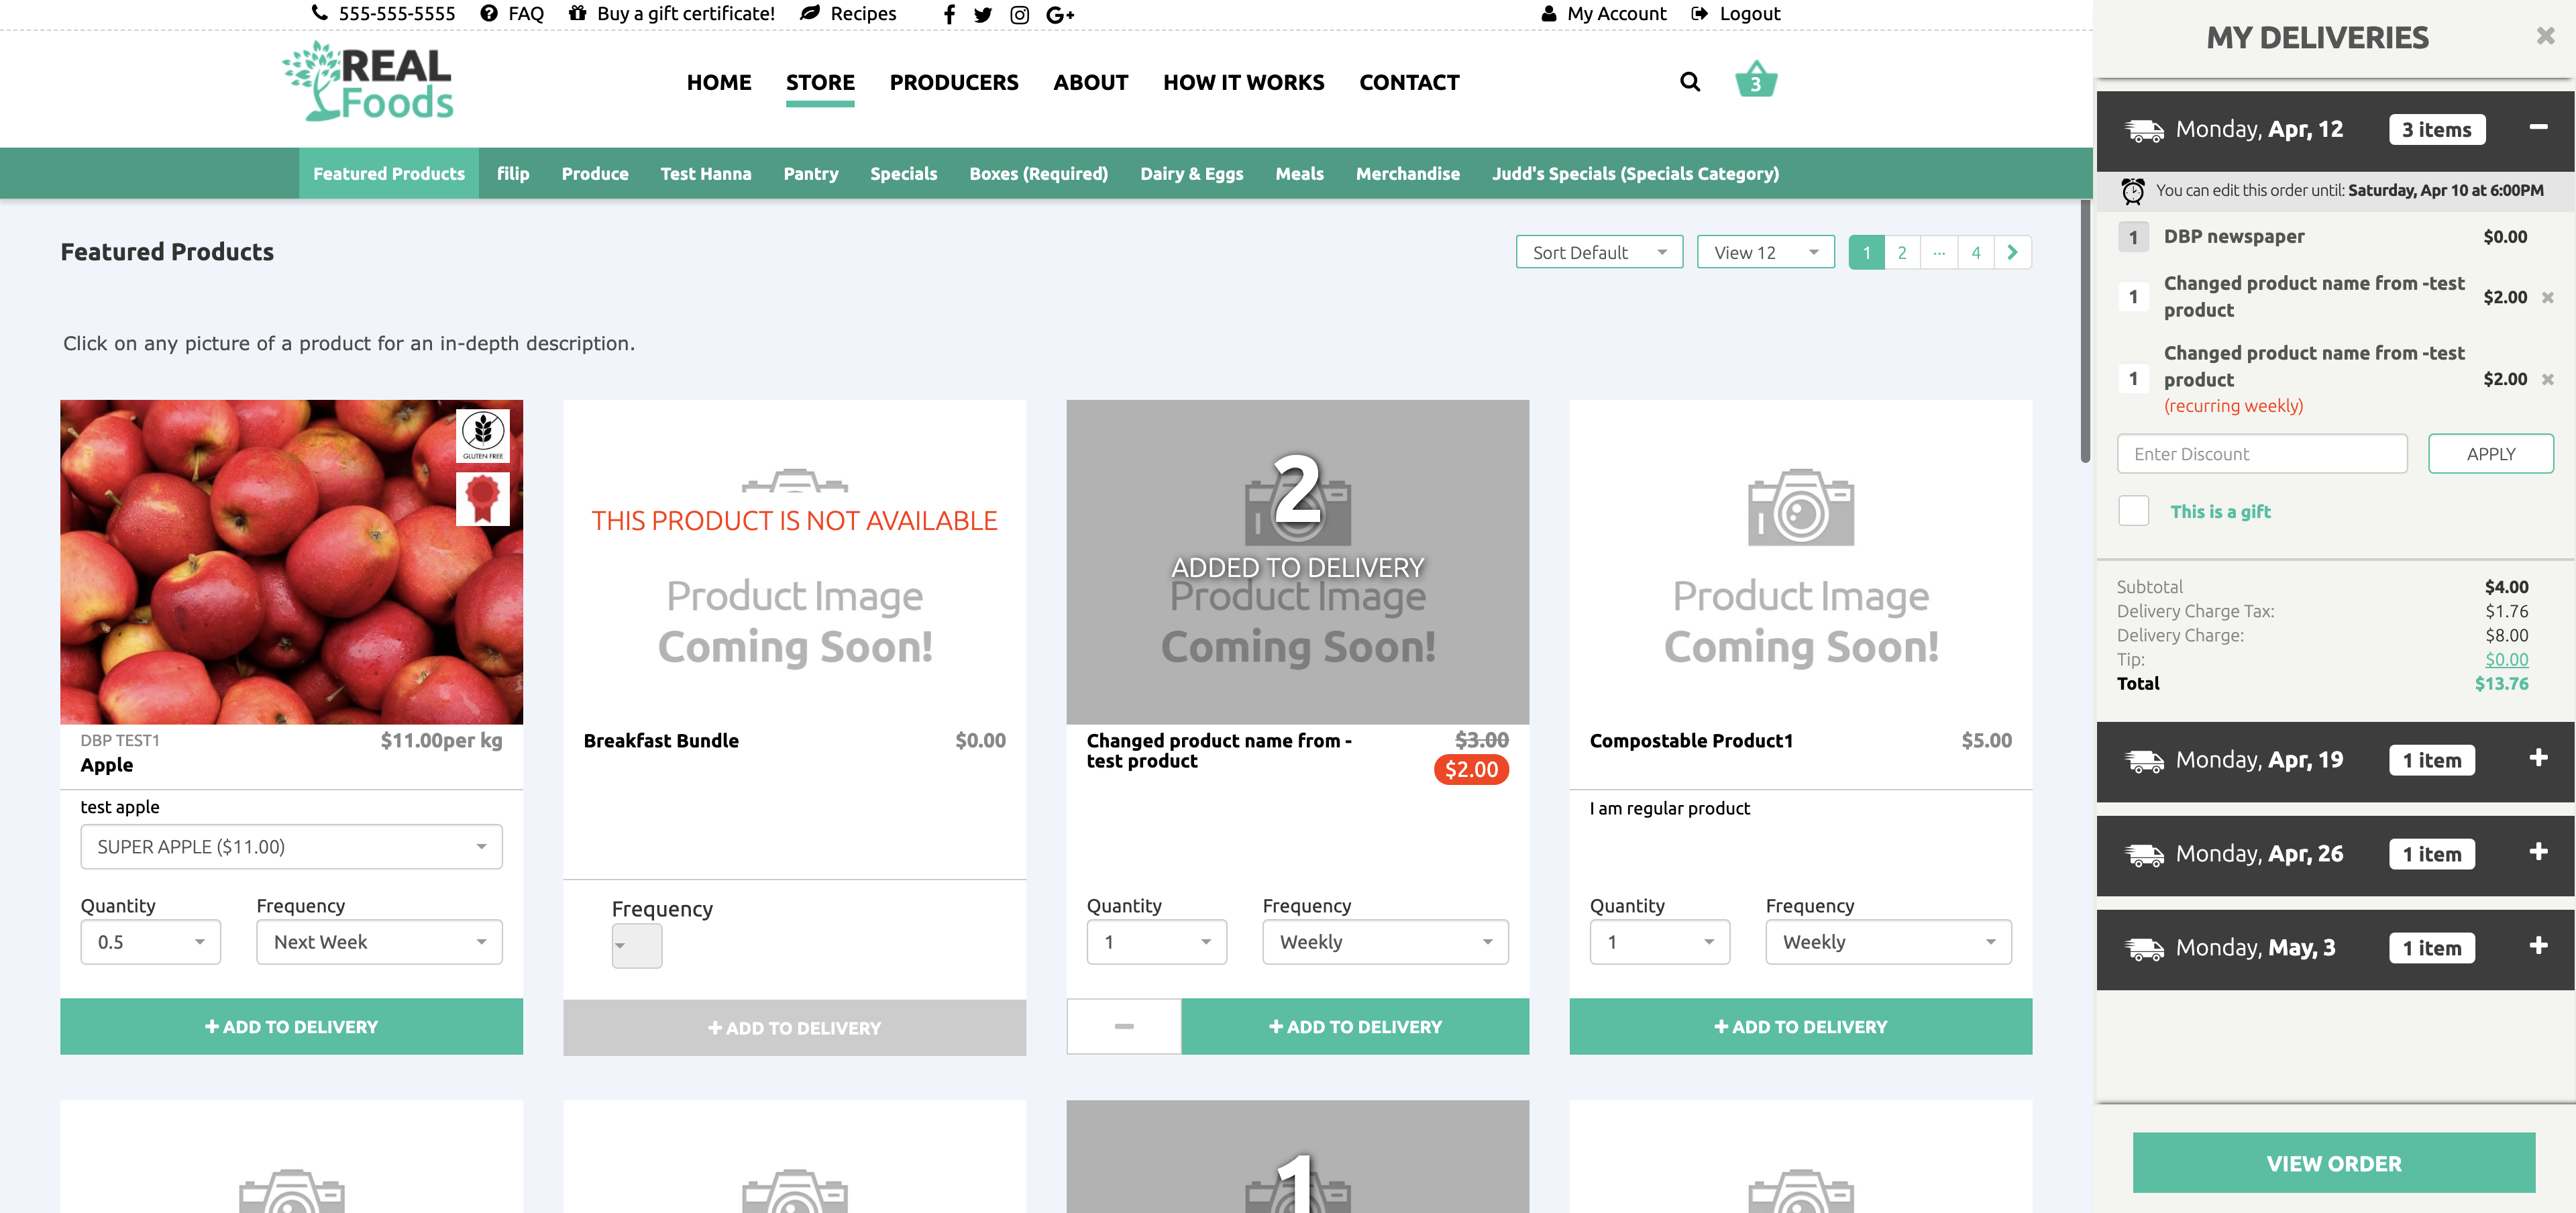 555-555-5555 FAQ Buy a gift certificate! Recipes My Account Logout
REAL
Foods
HOME STORE PRODUCERS ABOUT HOW IT WORKS CONTACT 3
Featured Products filip Produce Test Hanna Pantry Specials Boxes (Required) Dairy & Eggs Meals Merchandise Judd's Specials (Specials Category)
Featured Products Sort Default View 12 1 2 ... 4
Click on any picture of a product for an in-depth description.
GLUTEN FREE
DBP TEST1 $11.00per kg
Apple
test apple
SUPER APPLE ($11.00)
Quantity Frequency
0.5 Next Week
+ ADD TO DELIVERY
THIS PRODUCT IS NOT AVAILABLE
Product Image
Coming Soon!
Breakfast Bundle $0.00
Frequency
+ ADD TO DELIVERY
2
ADDED TO DELIVERY
Product Image
Coming Soon!
Changed product name from - $3.00
test product $2.00
Quantity Frequency
1 Weekly
+ ADD TO DELIVERY
Product Image
Coming Soon!
Compostable Product1 $5.00
I am regular product
Quantity Frequency
1 Weekly
+ ADD TO DELIVERY
1
MY DELIVERIES
Monday, Apr, 12 3 items
You can edit this order until: Saturday, Apr 10 at 6:00PM
1 DBP newspaper $0.00
Changed product name from -test
1 product $2.00
Changed product name from -test
1 product $2.00
(recurring weekly)
Enter Discount APPLY
This is a gift
Subtotal $4.00
Delivery Charge Tax: $1.76
Delivery Charge: $8.00
Tip: $0.00
Total $13.76
Monday, Apr, 19 1 item
Monday, Apr, 26 1 item
Monday, May, 3 1 item
VIEW ORDER